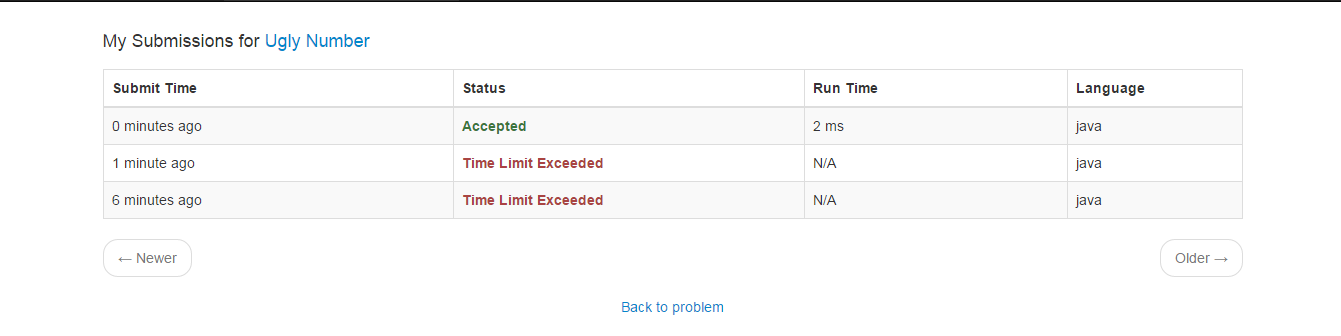 My Submissions for Ugly Number
Submit Time Status Run Time Language
0 minutes ago Accepted 2 ms java
1 minute ago Time Limit Exceeded N/A java
6 minutes ago Time Limit Exceeded N/A java
← Newer Older →
Back to problem